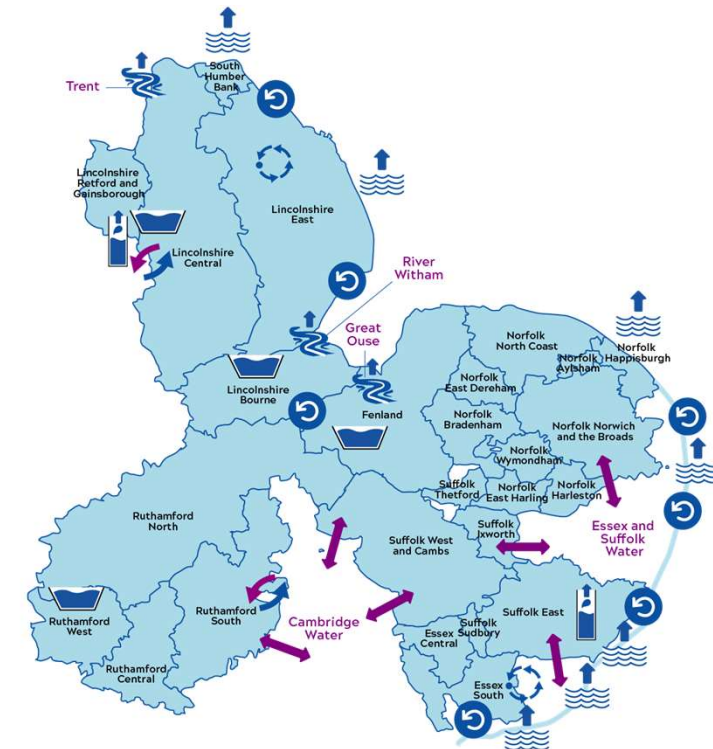 South
Humber
Bank
Trent
Lincolnshire
Retford and
Gainsborough
Lincolnshire
East
Lincolnshire
Central
River
Witham
Great
Ouse
Lincolnshire
Bourne
Fenland
Norfolk
North Coast
Norfolk
Happisburgh
Norfolk
Aylsham
Norfolk
East Dereham
Norfolk
Bradenham
Norfolk Norwich
and the Broads
Norfolk
Wymondham
Suffolk
Thetford
Norfolk
East Harling
Norfolk
Harleston
Ruthamford
North
Suffolk West
and Cambs
Suffolk
Ixworth
Essex and
Suffolk
Water
Ruthamford
West
Ruthamford
South
Cambridge
Water
Suffolk East
Suffolk
Sudbury
Essex
Central
Ruthamford
Central
Essex
South